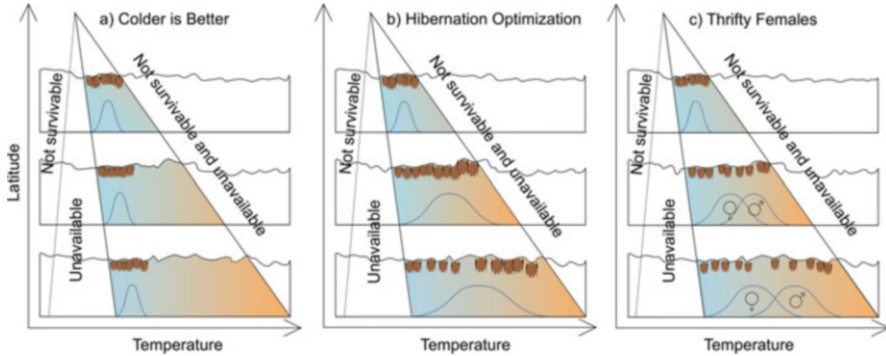 a) Colder is Better
b) Hibernation Optimization
c) Thrifty Females
Latitude
Not survivable
Unavailable
Not survivable and unavailable
Temperature
Not survivable
Unavailable
Not survivable and unavailable
Temperature
Not survivable
Unavailable
Not survivable and unavailable
♀ ♂
♀ ♂
Temperature